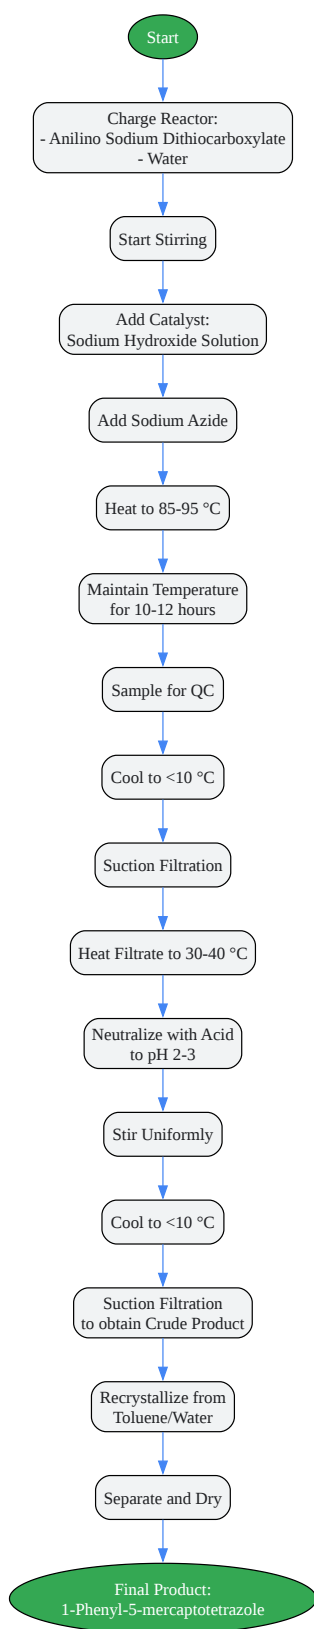 Start
Charge Reactor:
- Anilino Sodium Dithiocarboxylate
- Water
Start Stirring
Add Catalyst:
Sodium Hydroxide Solution
Add Sodium Azide
Heat to 85-95 °C
Maintain Temperature
for 10-12 hours
Sample for QC
Cool to <10 °C
Suction Filtration
Heat Filtrate to 30-40 °C
Neutralize with Acid
to pH 2-3
Stir Uniformly
Cool to <10 °C
Suction Filtration
to obtain Crude Product
Recrystallize from
Toluene/Water
Separate and Dry
Final Product:
1-Phenyl-5-mercaptotetrazole